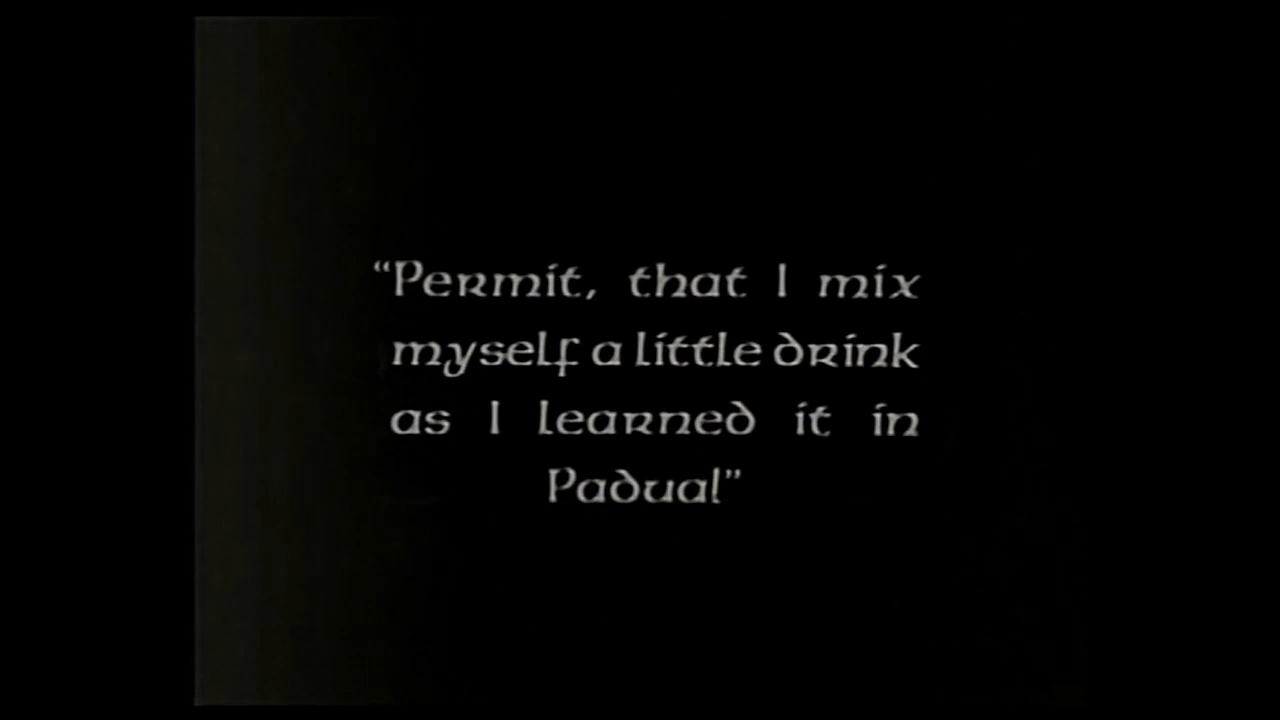 “Permit, that I mix
myself a little drink
as I learned it in
Padua!”